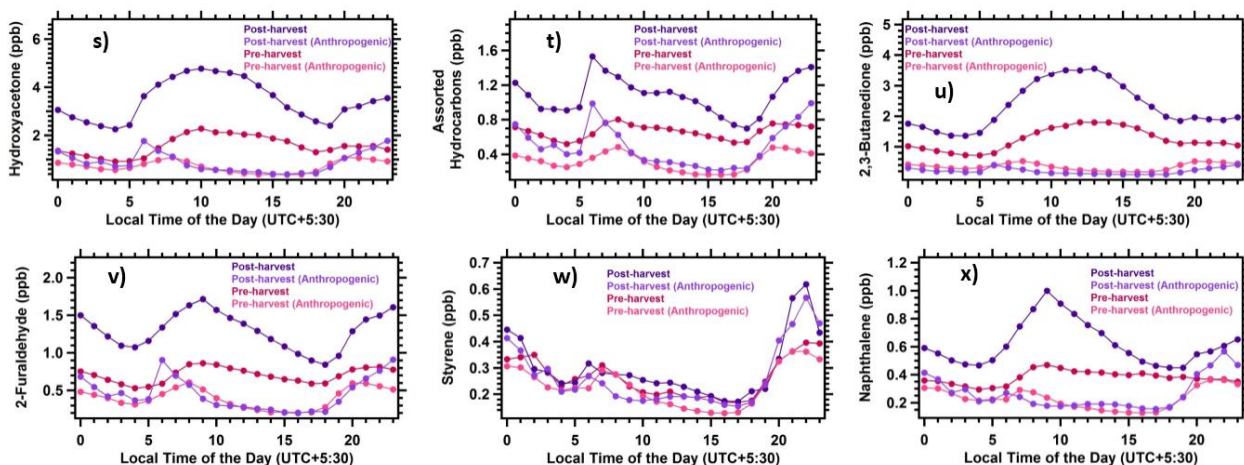 Hydroxyacetone (ppb)
6
4
2
s)
Post-harvest
Post-harvest (Anthropogenic)
Pre-harvest
Pre-harvest (Anthropogenic)
0 5 10 15 20
Local Time of the Day (UTC+5:30)
Assorted
Hydrocarbons (ppb)
1.6
1.2
0.8
0.4
t)
Post-harvest
Post-harvest (Anthropogenic)
Pre-harvest
Pre-harvest (Anthropogenic)
0 5 10 15 20
Local Time of the Day (UTC+5:30)
2,3-Butanedione (ppb)
5
4
3
2
1
u)
Post-harvest
Post-harvest (Anthropogenic)
Pre-harvest
Pre-harvest (Anthropogenic)
0 5 10 15 20
Local Time of the Day (UTC+5:30)
2-Furaldehyde (ppb)
2.0
1.5
1.0
0.5
v)
Post-harvest
Post-harvest (Anthropogenic)
Pre-harvest
Pre-harvest (Anthropogenic)
0 5 10 15 20
Local Time of the Day (UTC+5:30)
Styrene (ppb)
0.7
0.6
0.5
0.4
0.3
0.2
w)
Post-harvest
Post-harvest (Anthropogenic)
Pre-harvest
Pre-harvest (Anthropogenic)
0 5 10 15 20
Local Time of the Day (UTC+5:30)
Naphthalene (ppb)
1.2
1.0
0.8
0.6
0.4
0.2
x)
Post-harvest
Post-harvest (Anthropogenic)
Pre-harvest
Pre-harvest (Anthropogenic)
0 5 10 15 20
Local Time of the Day (UTC+5:30)